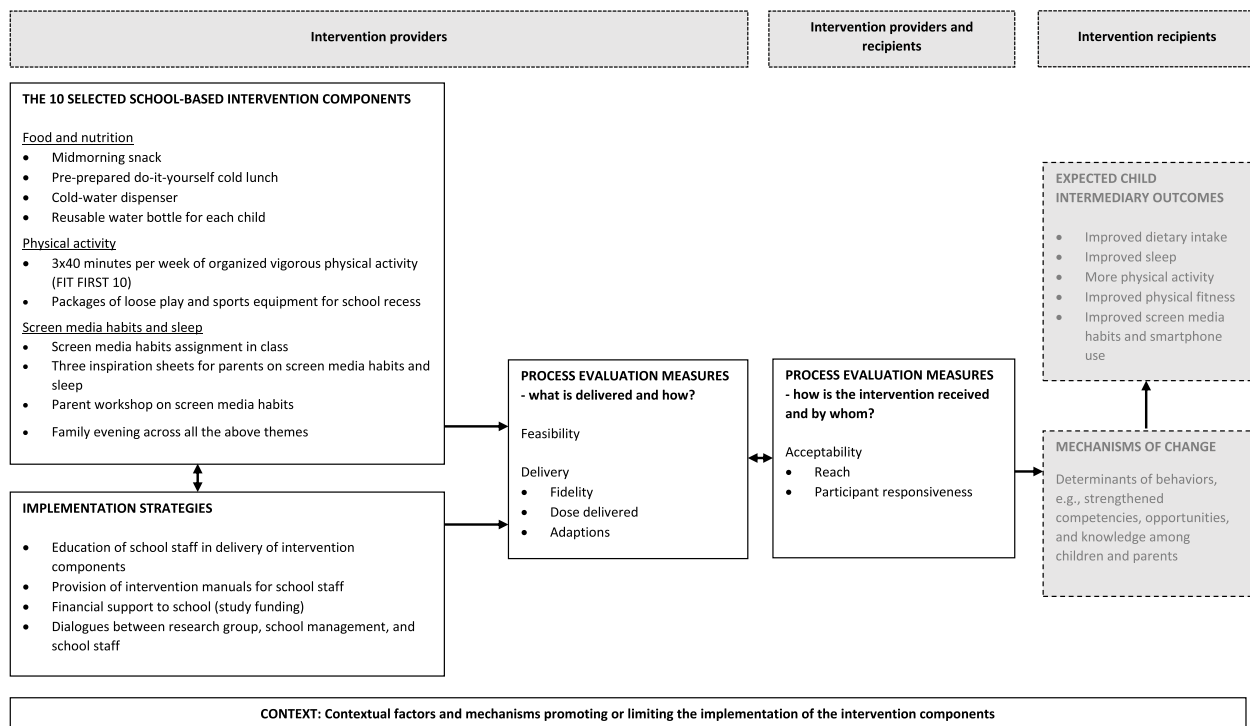 Intervention providers
Intervention providers and
recipients
Intervention recipients
THE 10 SELECTED SCHOOL-BASED INTERVENTION COMPONENTS
Food and nutrition
• Midmorning snack
• Pre-prepared do-it-yourself cold lunch
• Cold-water dispenser
• Reusable water bottle for each child
Physical activity
• 3x40 minutes per week of organized vigorous physical activity
(FIT FIRST 10)
• Packages of loose play and sports equipment for school recess
Screen media habits and sleep
• Screen media habits assignment in class
• Three inspiration sheets for parents on screen media habits and
sleep
• Parent workshop on screen media habits
• Family evening across all the above themes
IMPLEMENTATION STRATEGIES
• Education of school staff in delivery of intervention
components
• Provision of intervention manuals for school staff
• Financial support to school (study funding)
• Dialogues between research group, school management, and
school staff
PROCESS EVALUATION MEASURES
- what is delivered and how?
Feasibility
Delivery
• Fidelity
• Dose delivered
• Adaptions
PROCESS EVALUATION MEASURES
- how is the intervention received
and by whom?
Acceptability
• Reach
• Participant responsiveness
EXPECTED CHILD
INTERMEDIARY OUTCOMES
• Improved dietary intake
• Improved sleep
• More physical activity
• Improved physical fitness
• Improved screen media
habits and smartphone
use
MECHANISMS OF CHANGE
Determinants of behaviors,
e.g., strengthened
competencies, opportunities,
and knowledge among
children and parents
CONTEXT: Contextual factors and mechanisms promoting or limiting the implementation of the intervention components